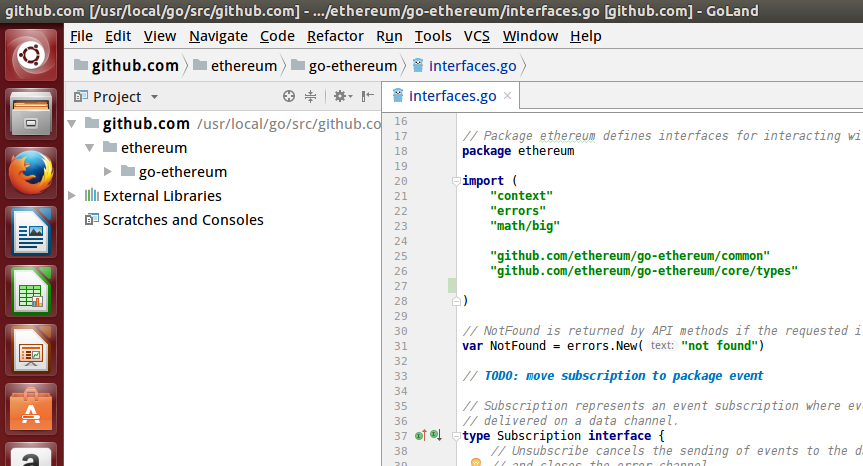 github.com [/usr/local/go/src/github.com] - .../ethereum/go-ethereum/interfaces.go [github.com] - GoLand
File Edit View Navigate Code Refactor Run Tools VCS Window Help
github.com ethereum go-ethereum interfaces.go
Project
interfaces.go ×
github.com /usr/local/go/src/github.co
ethereum
go-ethereum
External Libraries
Scratches and Consoles
16
17 // Package ethereum defines interfaces for interacting wi
18 package ethereum
19
20 import (
21 "context"
22 "errors"
23 "math/big"
24
25 "github.com/ethereum/go-ethereum/common"
26 "github.com/ethereum/go-ethereum/core/types"
27
28 )
29
30 // NotFound is returned by API methods if the requested i
31 var NotFound = errors.New( text: "not found")
32
33 // TODO: move subscription to package event
34
35 // Subscription represents an event subscription where eve
36 // delivered on a data channel.
37 type Subscription interface {
38 // Unsubscribe cancels the sending of events to the d
39 // and closes the error channel